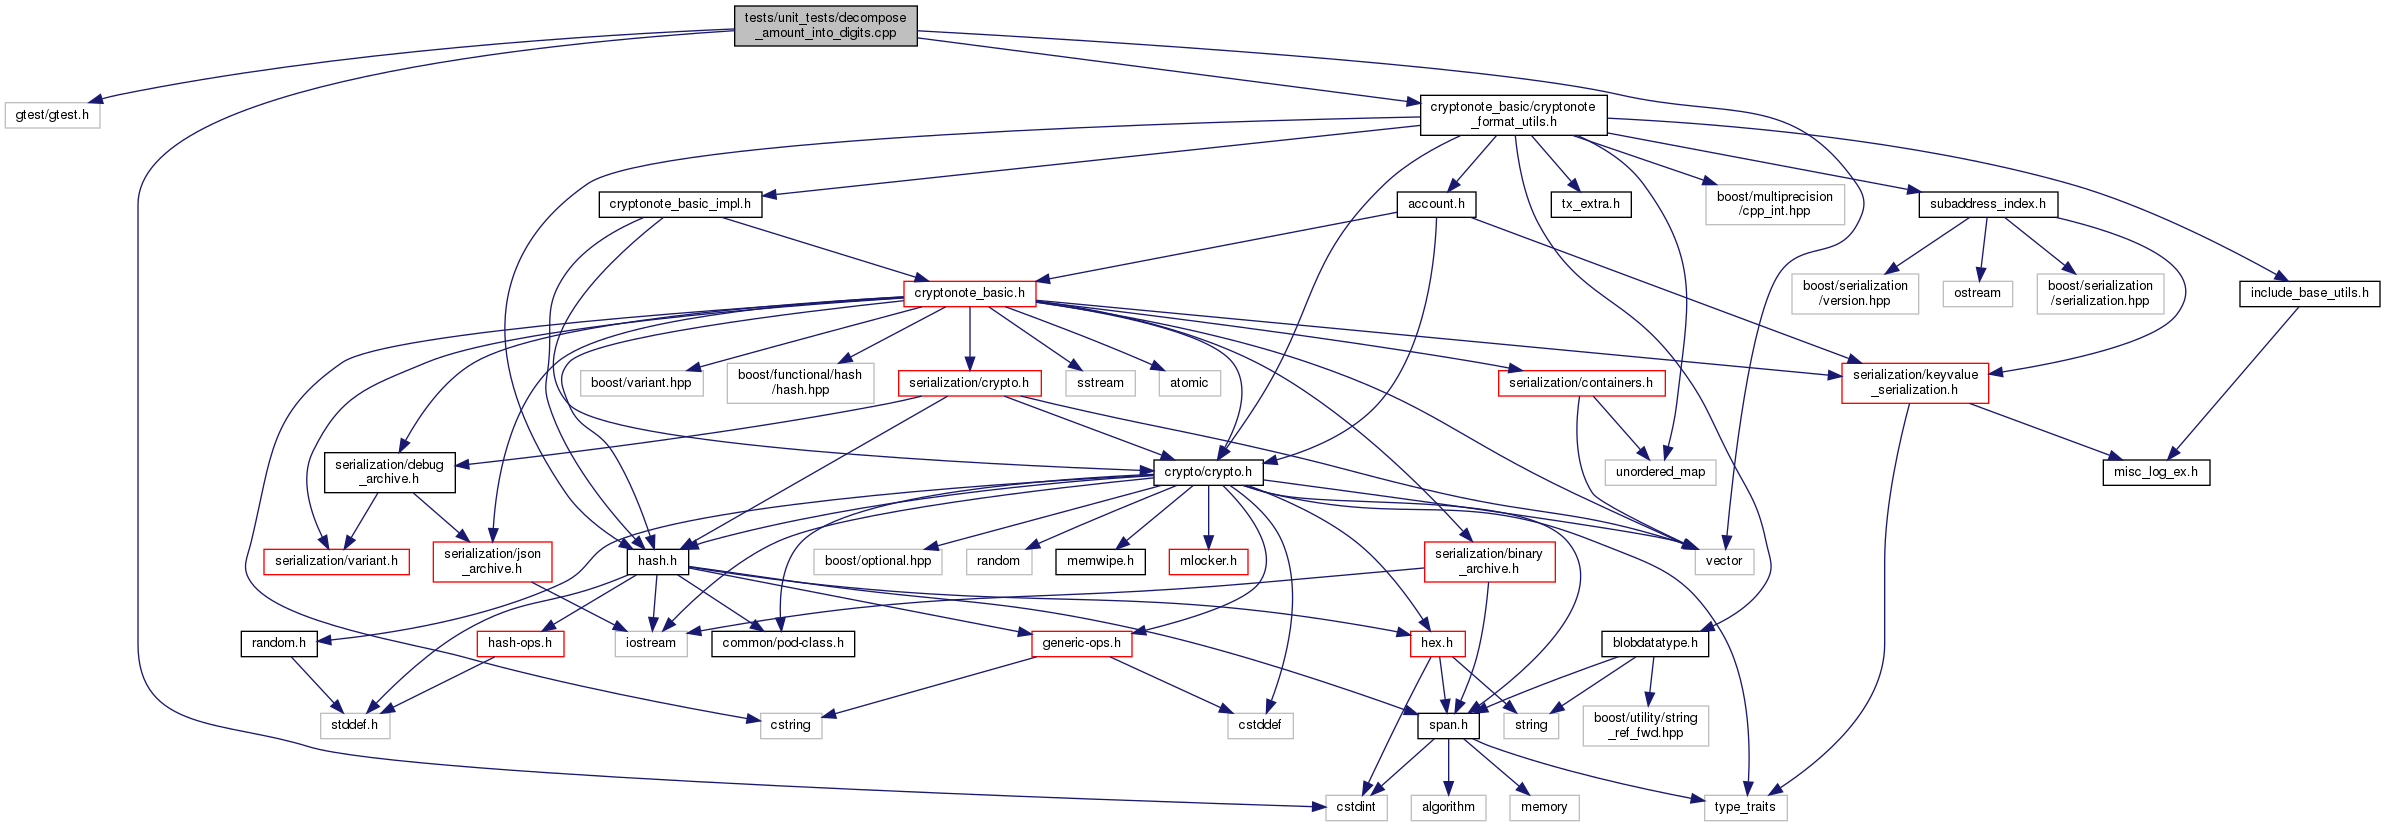 tests/unit_tests/decompose
_amount_into_digits.cpp
gtest/gtest.h
cryptonote_basic/cryptonote
_format_utils.h
cryptonote_basic_impl.h
account.h
tx_extra.h
boost/multiprecision
/cpp_int.hpp
subaddress_index.h
cryptonote_basic.h
boost/serialization
/version.hpp
ostream
boost/serialization
/serialization.hpp
include_base_utils.h
boost/variant.hpp
boost/functional/hash
/hash.hpp
serialization/crypto.h
sstream
atomic
serialization/containers.h
serialization/keyvalue
_serialization.h
serialization/debug
_archive.h
crypto/crypto.h
unordered_map
misc_log_ex.h
serialization/variant.h
serialization/json
_archive.h
hash.h
boost/optional.hpp
random
memwipe.h
mlocker.h
serialization/binary
_archive.h
vector
random.h
hash-ops.h
iostream
common/pod-class.h
generic-ops.h
hex.h
blobdatatype.h
stddef.h
cstring
cstddef
span.h
string
boost/utility/string
_ref_fwd.hpp
cstdint
algorithm
memory
type_traits